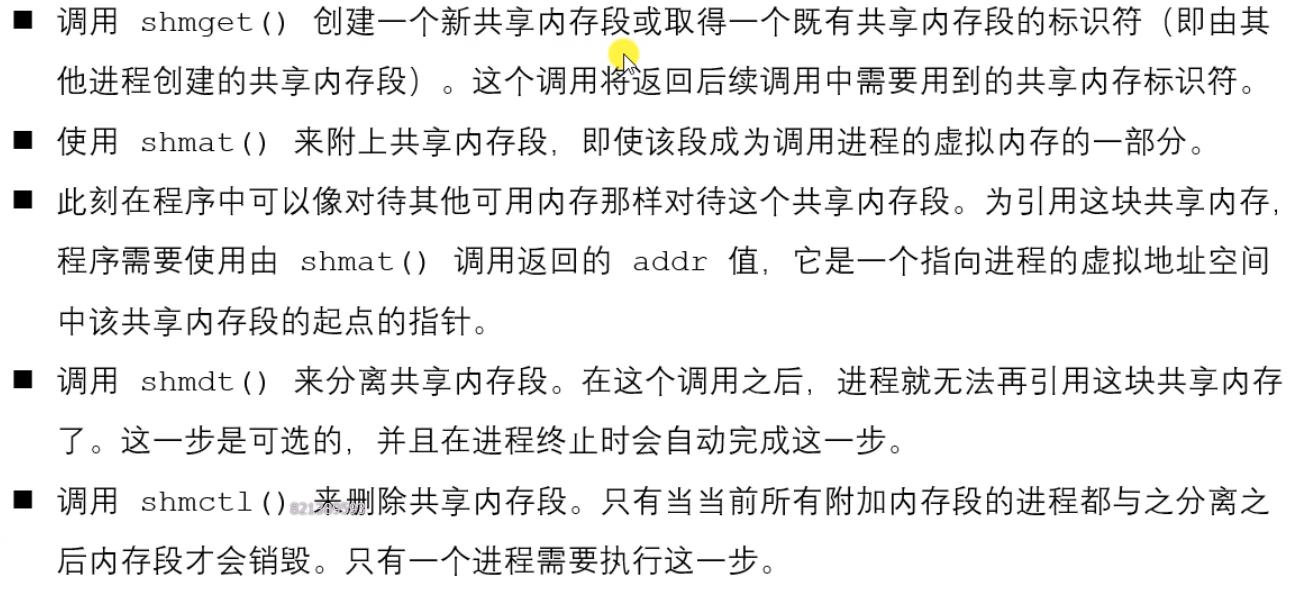 ■ 调用 shmget() 创建一个新共享内存段或取得一个既有共享内存段的标识符（即由其
他进程创建的共享内存段）。这个调用将返回后续调用中需要用到的共享内存标识符。
■ 使用 shmat() 来附上共享内存段，即使该段成为调用进程的虚拟内存的一部分。
■ 此刻在程序中可以像对待其他可用内存那样对待这个共享内存段。为引用这块共享内存，
程序需要使用由 shmat() 调用返回的 addr 值，它是一个指向进程的虚拟地址空间
中该共享内存段的起点的指针。
■ 调用 shmdt() 来分离共享内存段。在这个调用之后，进程就无法再引用这块共享内存
了。这一步是可选的，并且在进程终止时会自动完成这一步。
■ 调用 shmctl() 来删除共享内存段。只有当当前所有附加内存段的进程都与之分离之
后内存段才会销毁。只有一个进程需要执行这一步。